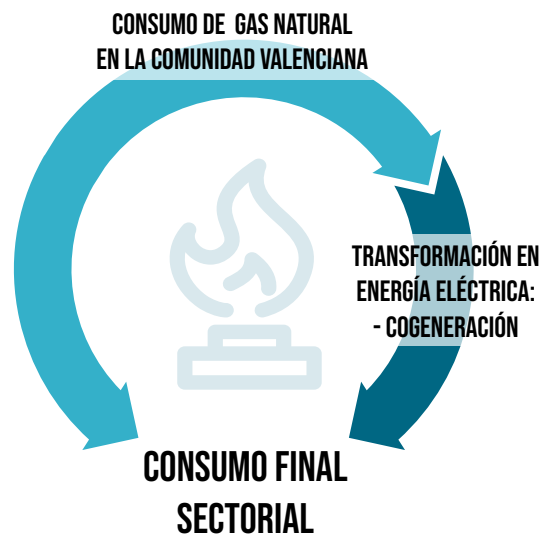 CONSUMO DE GAS NATURAL
EN LA COMUNIDAD VALENCIANA
TRANSFORMACIÓN EN
ENERGÍA ELÉCTRICA:
- COGENERACIÓN
CONSUMO FINAL
SECTORIAL